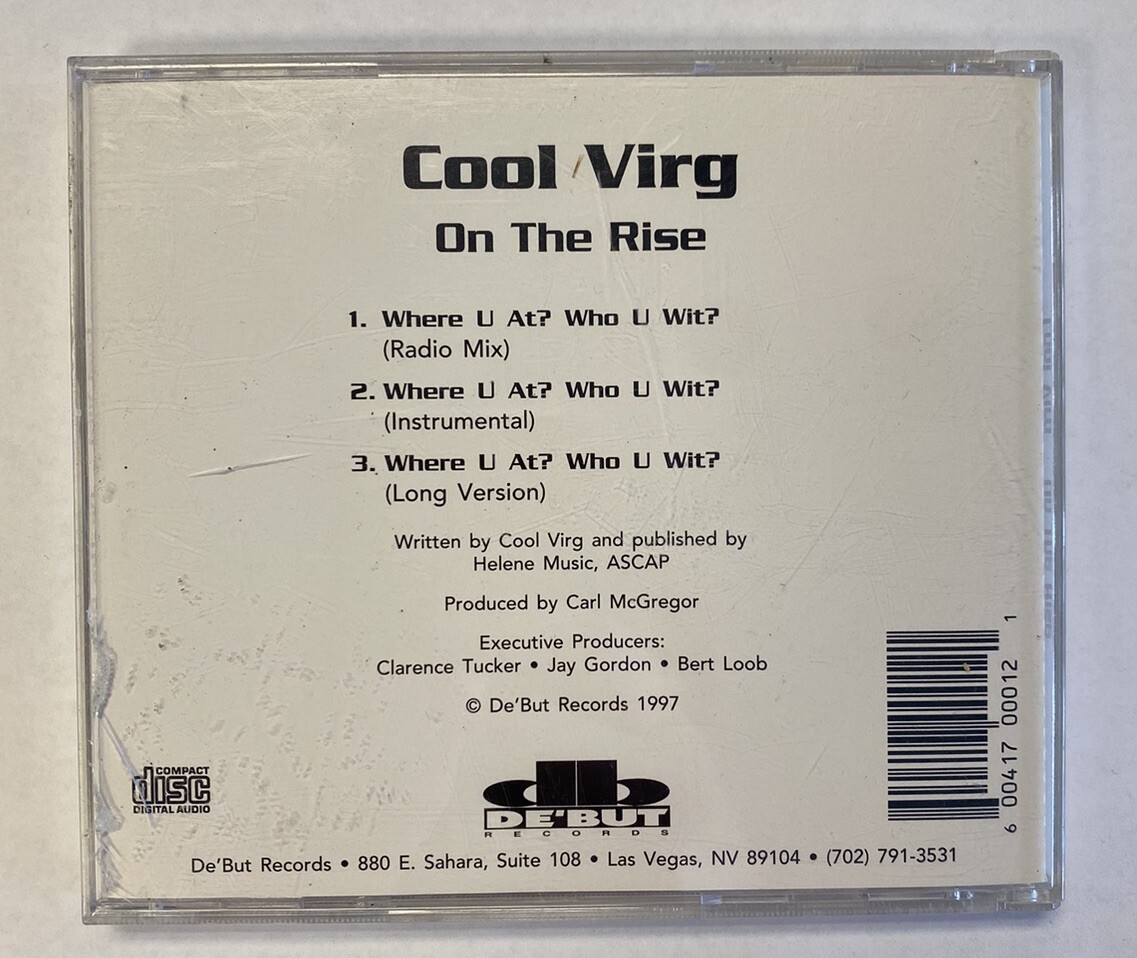 Cool Virg
On The Rise
1. Where U At? Who U Wit?
(Radio Mix)
2. Where U At? Who U Wit?
(Instrumental)
3. Where U At? Who U Wit?
(Long Version)
Written by Cool Virg and published by
Helene Music, ASCAP
Produced by Carl McGregor
Executive Producers:
Clarence Tucker • Jay Gordon • Bert Loob
© De'But Records 1997
6 00417 00012 1
COMPACT
disc
DIGITAL AUDIO
db
DE'BUT
RECORDS
De'But Records • 880 E. Sahara, Suite 108 • Las Vegas, NV 89104 • (702) 791-3531